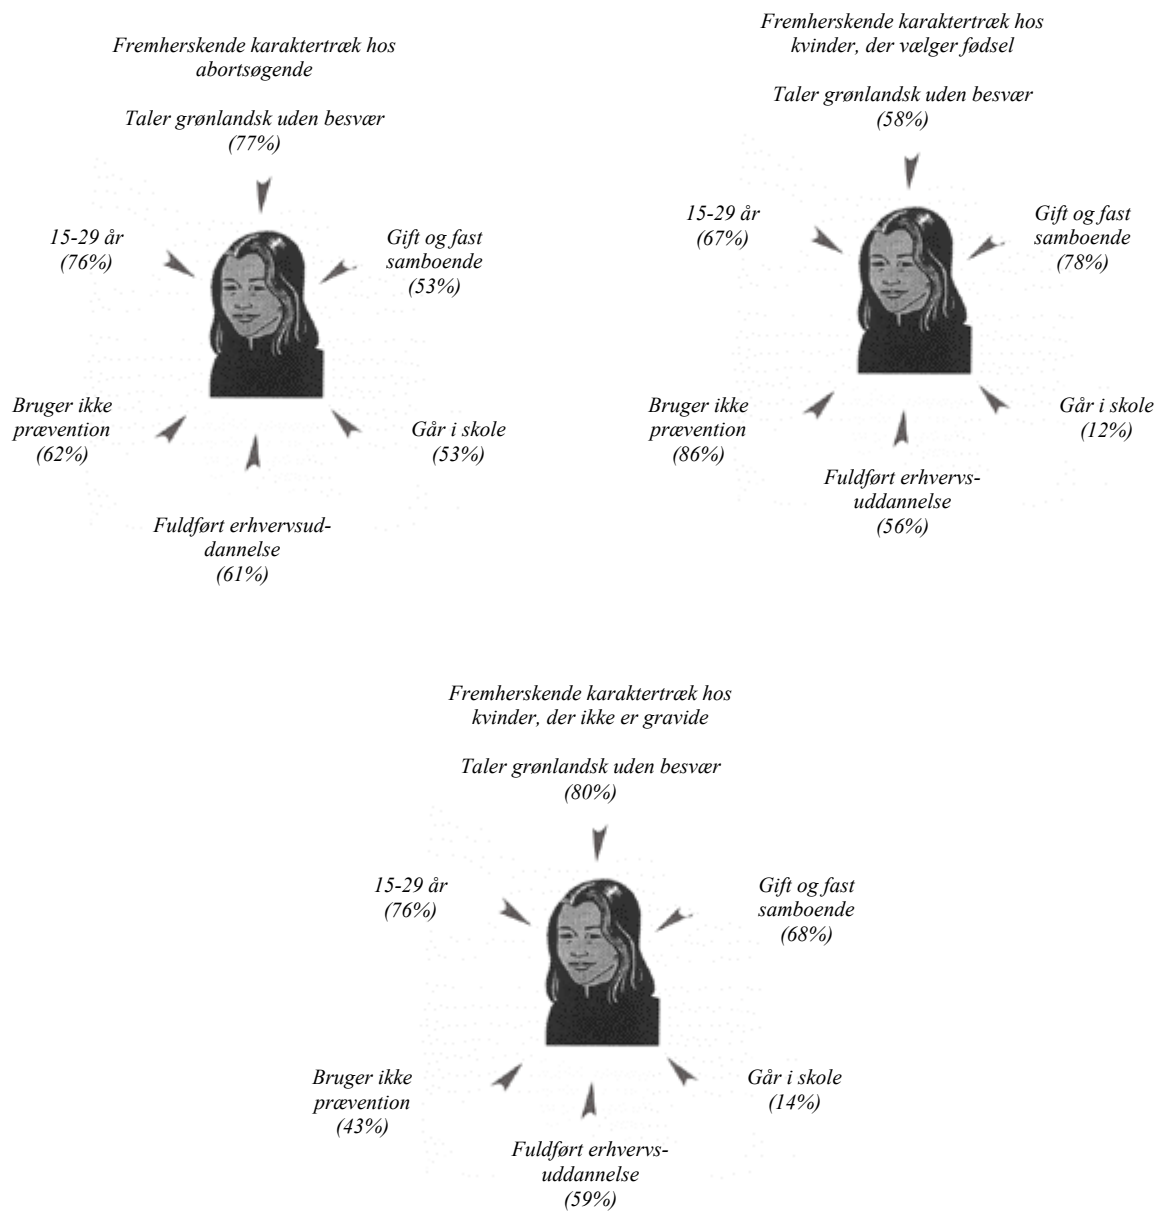 Fremherskende karaktertræk hos
abortsøgende
Taler grønlandsk uden besvær
(77%)
15-29 år
(76%)
Gift og fast
samboende
(53%)
Bruger ikke
prævention
(62%)
Går i skole
(53%)
Fuldført erhvervsud-
dannelse
(61%)
Fremherskende karaktertræk hos
kvinder, der vælger fødsel
Taler grønlandsk uden besvær
(58%)
15-29 år
(67%)
Gift og fast
samboende
(78%)
Bruger ikke
prævention
(86%)
Går i skole
(12%)
Fuldført erhvervs-
uddannelse
(56%)
Fremherskende karaktertræk hos
kvinder, der ikke er gravide
Taler grønlandsk uden besvær
(80%)
15-29 år
(76%)
Gift og fast
samboende
(68%)
Bruger ikke
prævention
(43%)
Går i skole
(14%)
Fuldført erhvervs-
uddannelse
(59%)